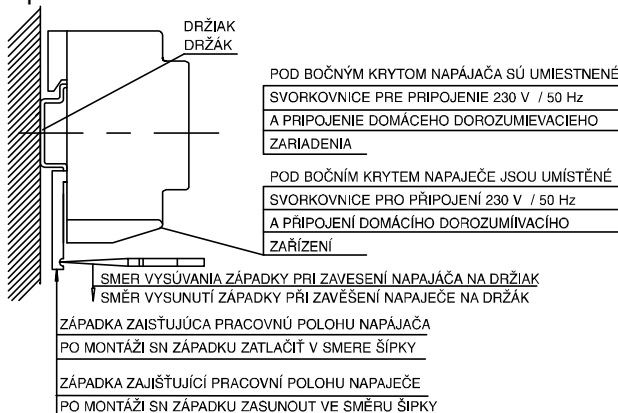 DRŽIAK
DRŽÁK
POD BOČNÝM KRYTOM NAPÁJAČA SÚ UMIESTNENÉ
SVORKOVNICE PRE PRIPOJENIE 230 V / 50 Hz
A PRIPOJENIE DOMÁCEHO DOROZUMIEVACIEHO
ZARIADENIA
POD BOČNÍM KRYTEM NAPAJEČE JSOU UMÍSTĚNÉ
SVORKOVNICE PRO PŘIPOJENÍ 230 V / 50 Hz
A PŘIPOJENÍ DOMÁCÍHO DOROZUMÍIVACÍHO
ZAŘÍZENÍ
SMER VYSÚVANIA ZÁPADKY PRI ZAVESENÍ NAPAJÁČA NA DRŽIAK
SMĚR VYSUNUTÍ ZÁPADKY PŘI ZAVĚŠENÍ NAPAJEČE NA DRŽÁK
ZÁPADKA ZAISŤUJÚCA PRACOVNÚ POLOHU NAPÁJAČA
PO MONTÁŽI SN ZÁPADKU ZATLAČIŤ V SMERE ŠÍPKY
ZÁPADKA ZAJIŠŤUJÍCÍ PRACOVNÍ POLOHU NAPAJEČE
PO MONTÁŽI SN ZÁPADKU ZASUNOUT VE SMĚRU ŠIPKY